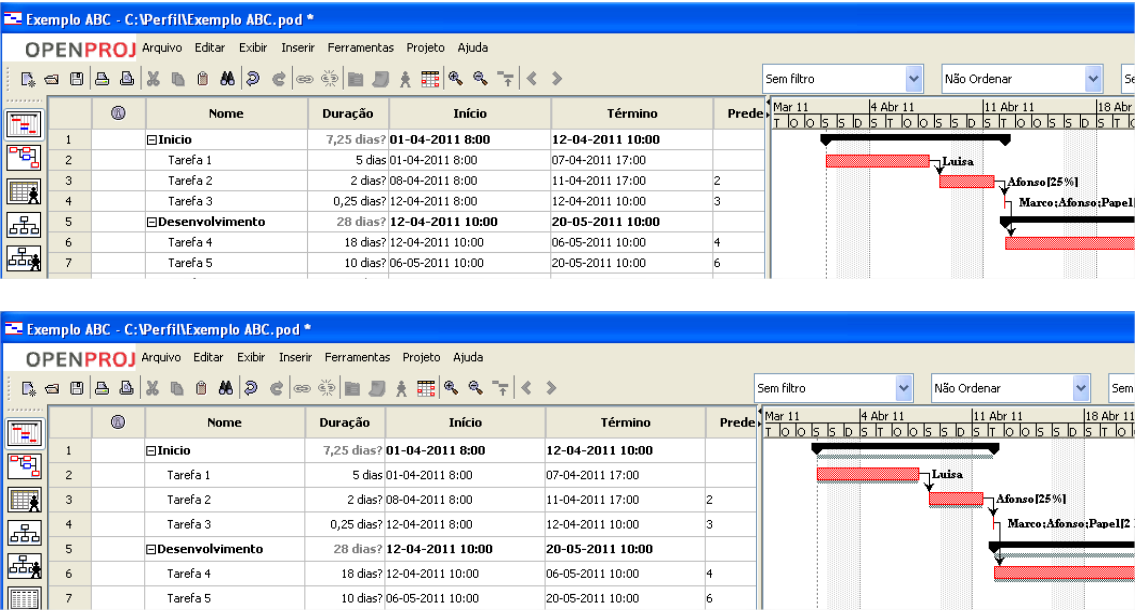 Exemplo ABC - C:\Perfil\Exemplo ABC.pod *
OPENPROJ Arquivo Editar Exibir Inserir Ferramentas Projeto Ajuda
Sem filtro Não Ordenar Se
Nome Duração Início Término Prede Mar 11 4 Abr 11 11 Abr 11 18 Abr
T Q Q S S D S T Q Q S S D S T Q Q S S D S T
1 Inicio 7,25 dias? 01-04-2011 8:00 12-04-2011 10:00
2 Tarefa 1 5 dias 01-04-2011 8:00 07-04-2011 17:00 Luisa
3 Tarefa 2 2 dias? 08-04-2011 8:00 11-04-2011 17:00 2 Afonso[25%]
4 Tarefa 3 0,25 dias? 12-04-2011 8:00 12-04-2011 10:00 3 Marco;Afonso;Papel[
5 Desenvolvimento 28 dias? 12-04-2011 10:00 20-05-2011 10:00
6 Tarefa 4 18 dias? 12-04-2011 10:00 06-05-2011 10:00 4
7 Tarefa 5 10 dias? 06-05-2011 10:00 20-05-2011 10:00 6
Exemplo ABC - C:\Perfil\Exemplo ABC.pod *
OPENPROJ Arquivo Editar Exibir Inserir Ferramentas Projeto Ajuda
Sem filtro Não Ordenar Sem
Nome Duração Início Término Prede Mar 11 4 Abr 11 11 Abr 11 18 Abr 11
T Q Q S S D S T Q Q S S D S T Q Q S S D S T Q
1 Inicio 7,25 dias? 01-04-2011 8:00 12-04-2011 10:00
2 Tarefa 1 5 dias 01-04-2011 8:00 07-04-2011 17:00 Luisa
3 Tarefa 2 2 dias? 08-04-2011 8:00 11-04-2011 17:00 2 Afonso[25%]
4 Tarefa 3 0,25 dias? 12-04-2011 8:00 12-04-2011 10:00 3 Marco;Afonso;Papel[2
5 Desenvolvimento 28 dias? 12-04-2011 10:00 20-05-2011 10:00
6 Tarefa 4 18 dias? 12-04-2011 10:00 06-05-2011 10:00 4
7 Tarefa 5 10 dias? 06-05-2011 10:00 20-05-2011 10:00 6